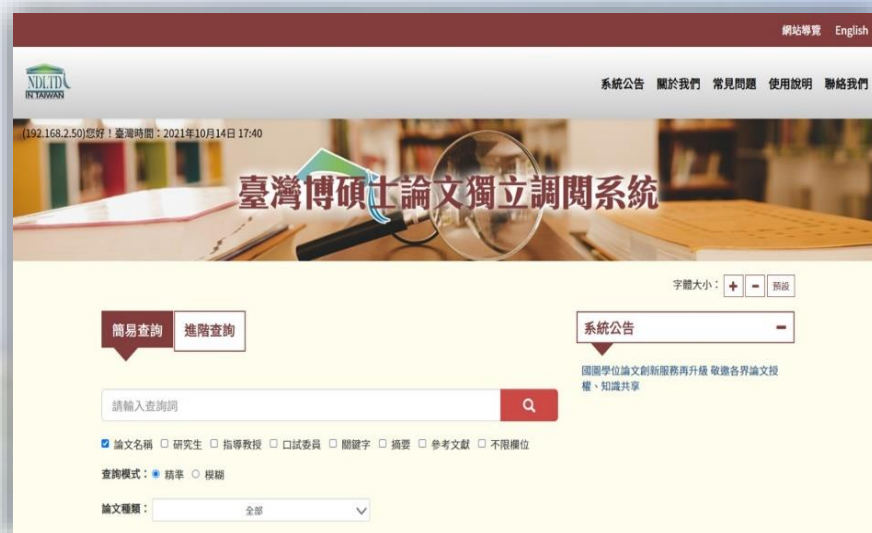 網站導覽 English
NDLTD
IN TAIWAN
系統公告 關於我們 常見問題 使用說明 聯絡我們
(192.168.2.50)您好！臺灣時間：2021年10月14日 17:40
臺灣博碩士論文獨立調閱系統
字體大小： + - 預設
簡易查詢 進階查詢
系統公告 -
國圖學位論文創新服務再升級 敬邀各界論文授
權、知識共享
請輸入查詢詞
論文名稱 研究生 指導教授 口試委員 關鍵字 摘要 參考文獻 不限欄位
查詢模式： 精準 模糊
論文種類： 全部